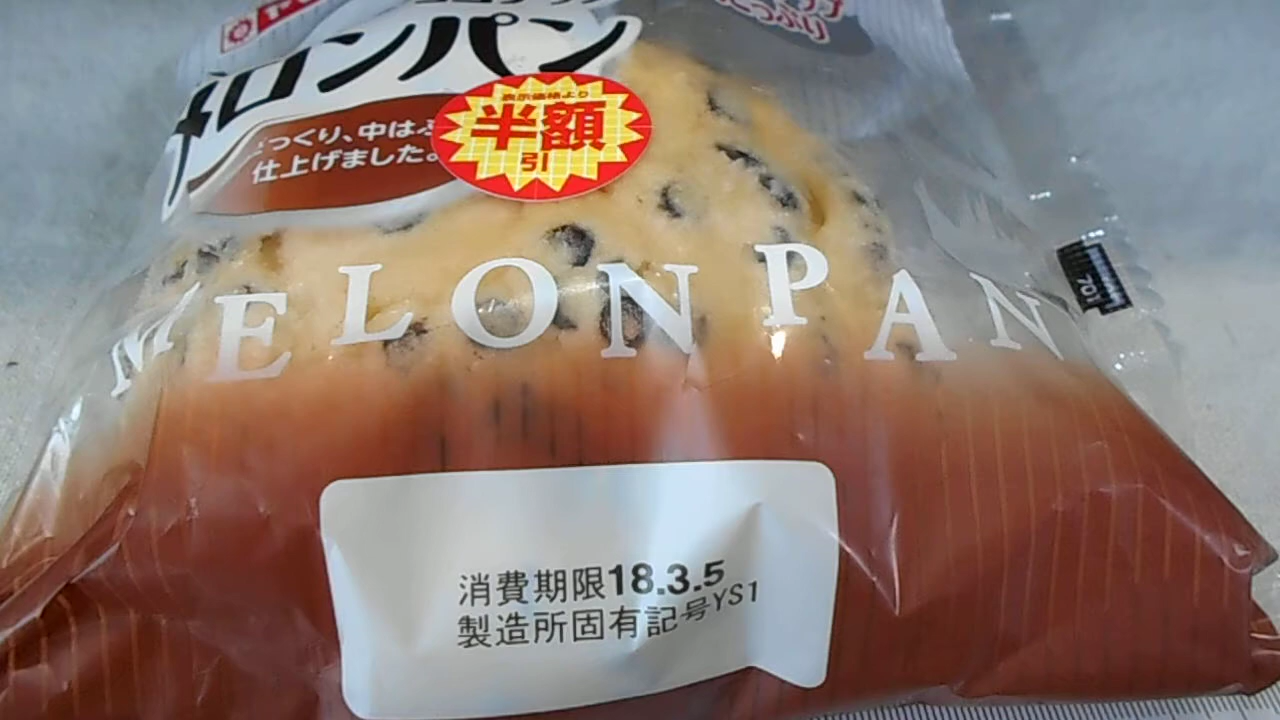 メロンパン
っくり、中は
仕上げました。
表示価格より
半額
引
MELON PAN
701
消費期限18.3.5
製造所固有記号YS1